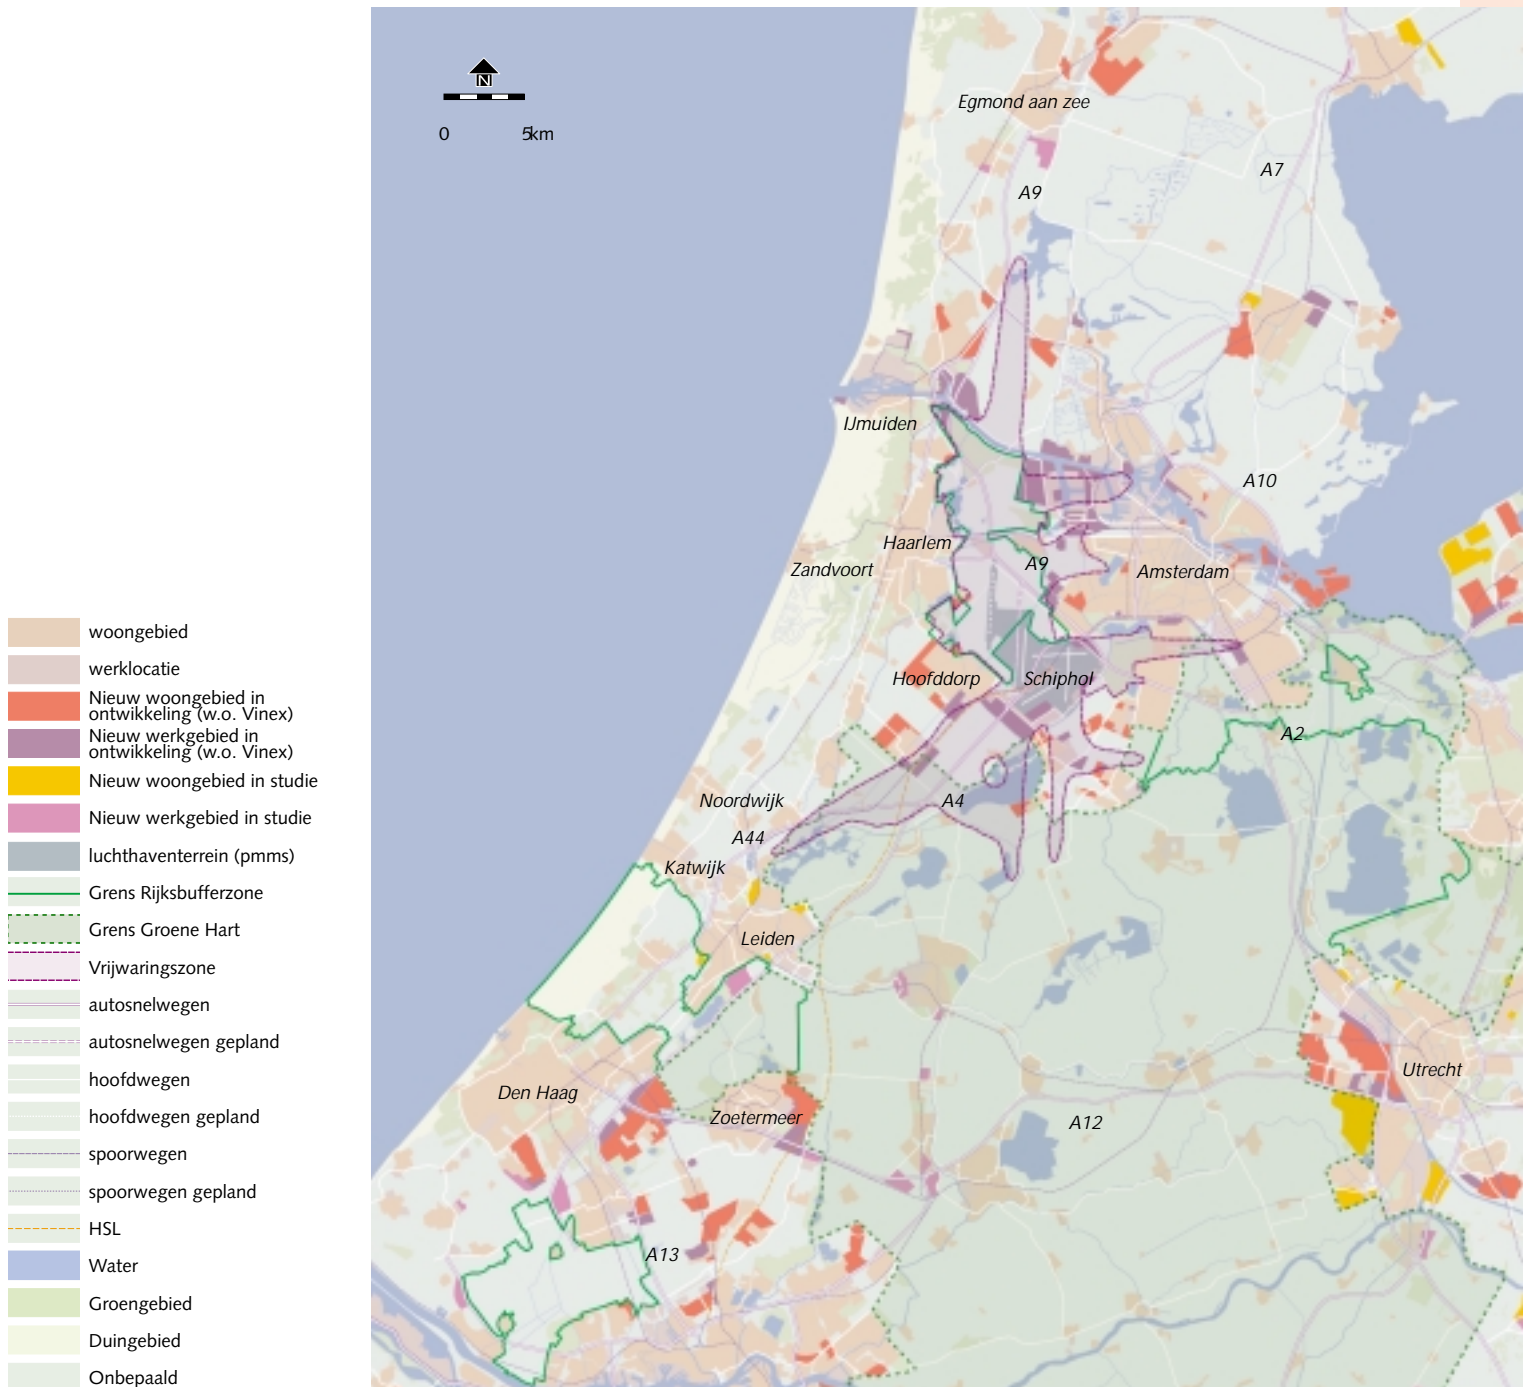 N
0 5km
Egmond aan zee
A7
A9
IJmuiden
A10
Haarlem
A9
Zandvoort
Amsterdam
Hoofddorp
Schiphol
A2
Noordwijk
A4
A44
Katwijk
Leiden
Den Haag
Utrecht
Zoetermeer
A12
A13
woongebied
werklocatie
Nieuw woongebied in
ontwikkeling (w.o. Vinex)
Nieuw werkgebied in
ontwikkeling (w.o. Vinex)
Nieuw woongebied in studie
Nieuw werkgebied in studie
luchthaventerrein (pmms)
Grens Rijksbufferzone
Grens Groene Hart
Vrijwaringszone
autosnelwegen
autosnelwegen gepland
hoofdwegen
hoofdwegen gepland
spoorwegen
spoorwegen gepland
HSL
Water
Groengebied
Duingebied
Onbepaald